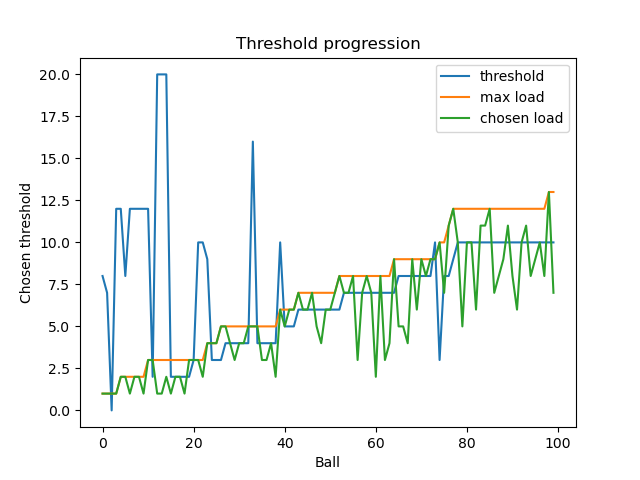 Threshold progression
threshold
max load
chosen load
20.0
17.5
15.0
12.5
10.0
7.5
5.0
2.5
0.0
Chosen threshold
0 20 40 60 80 100
Ball